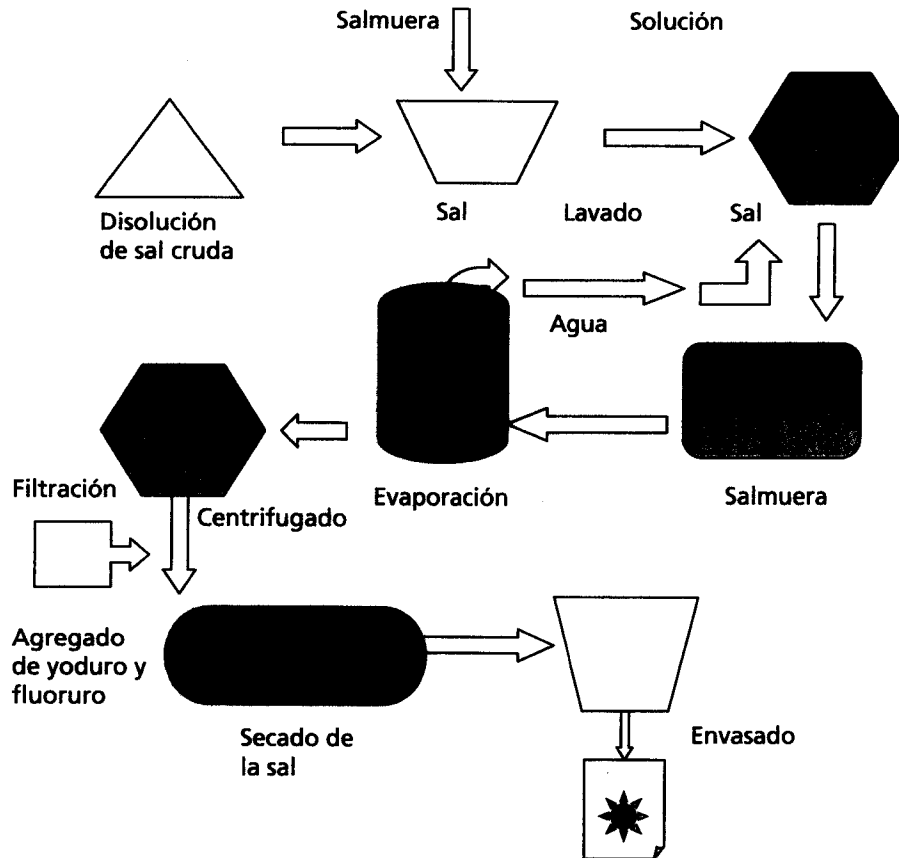 Salmuera
Solución
Disolución
de sal cruda
Sal
Lavado
Sal
Agua
Filtración
Centrifugado
Evaporación
Salmuera
Agregado
de yoduro y
fluoruro
Secado de
la sal
Envasado